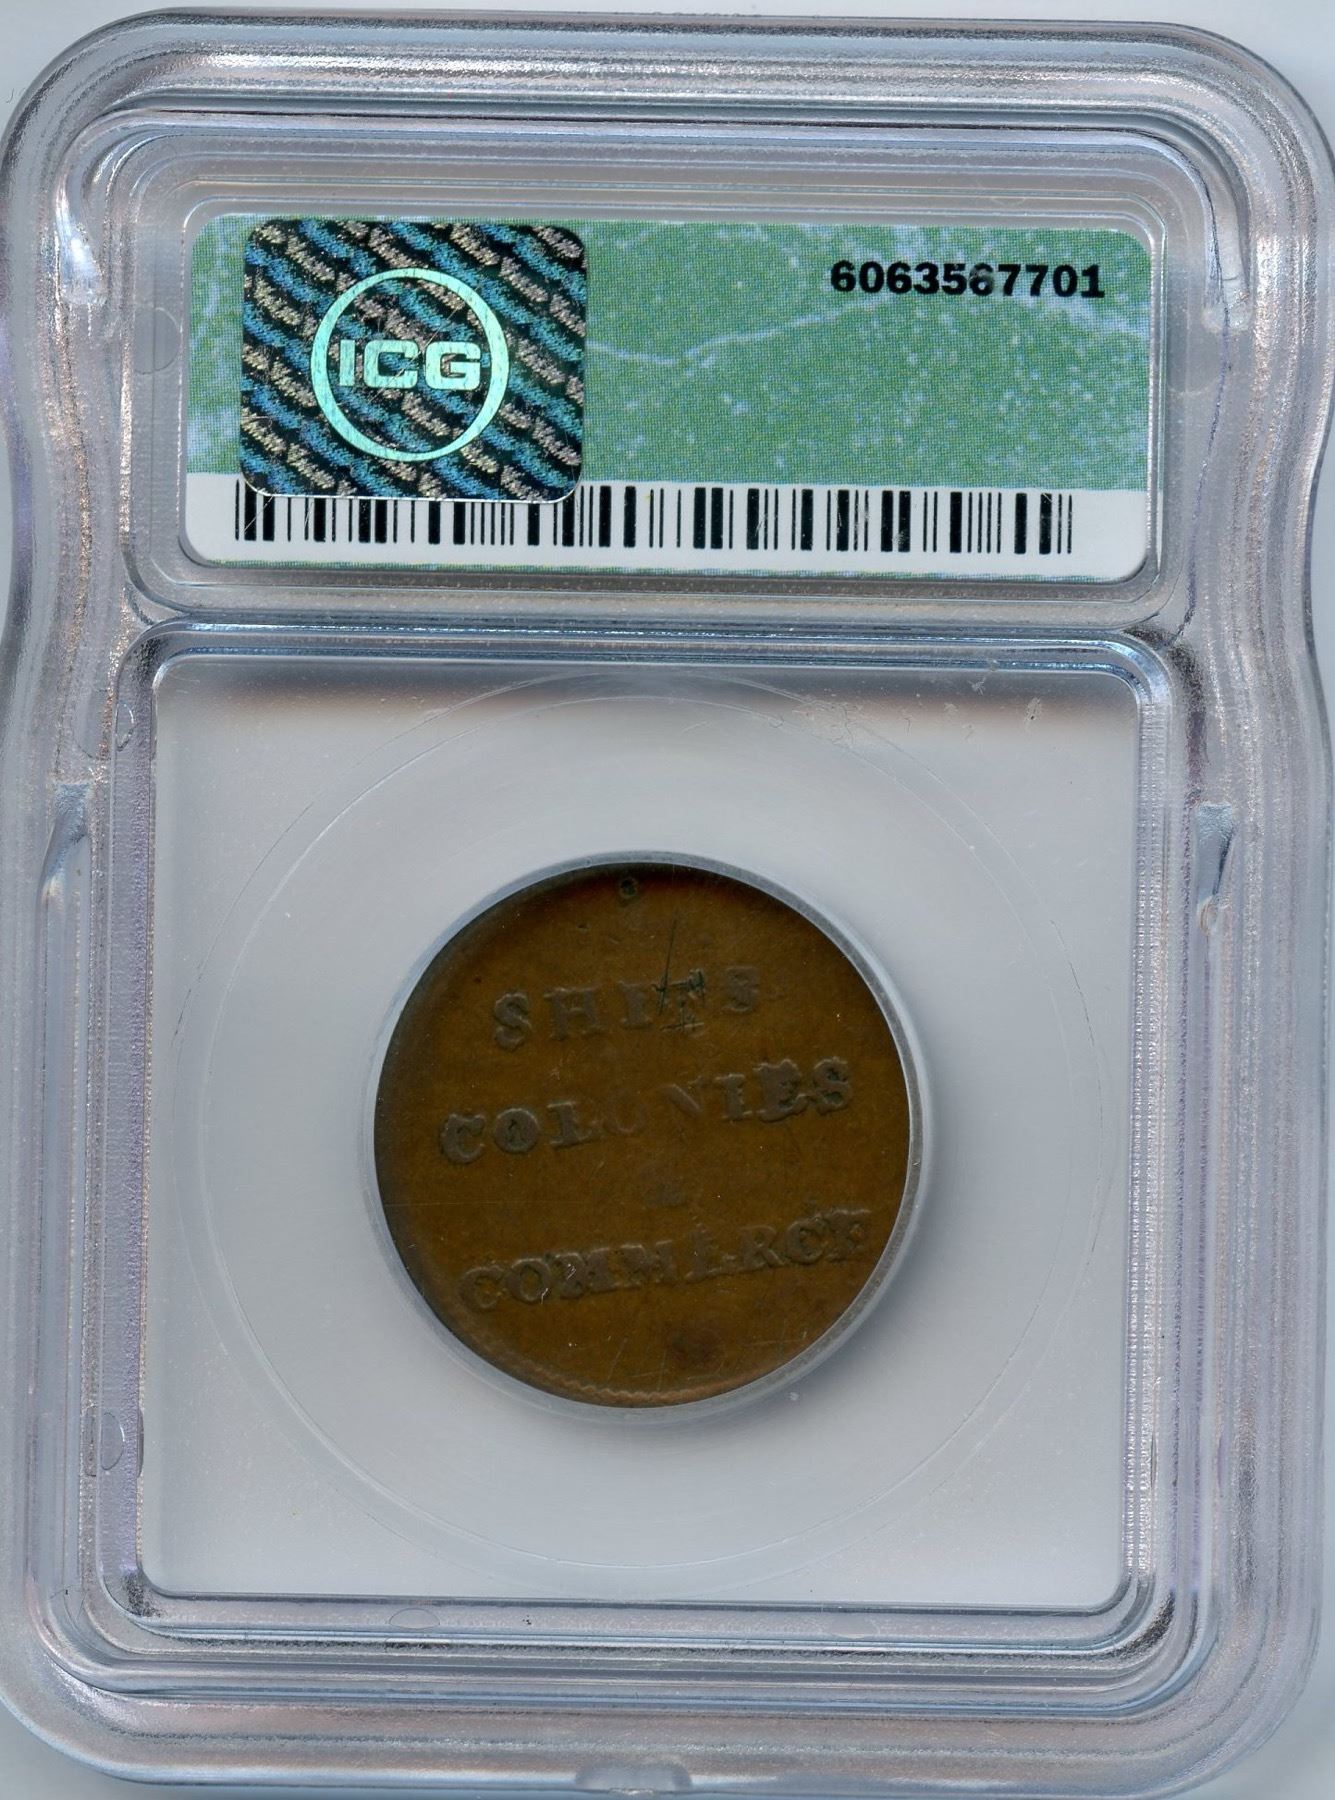 ICG
6063567701
SHIPS
COLONIES
&
COMMERCE